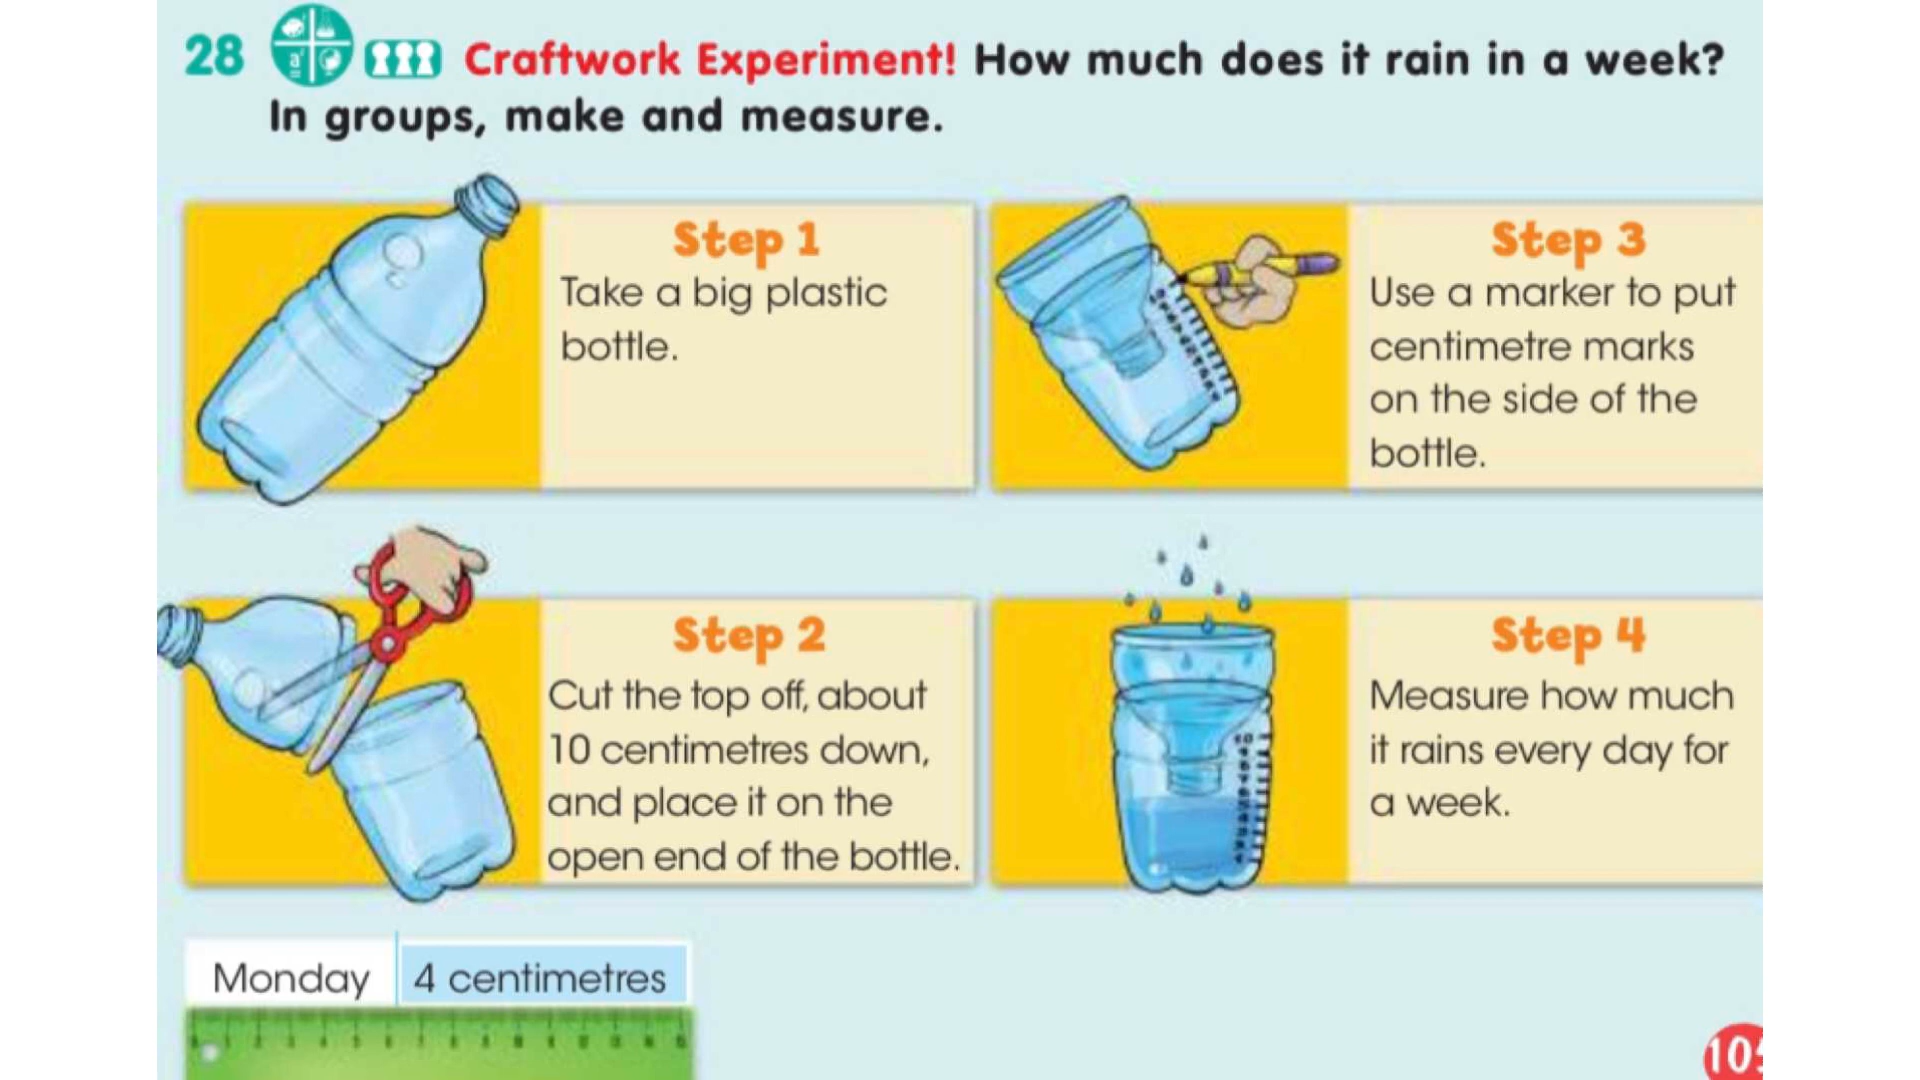 28 Craftwork Experiment! How much does it rain in a week?
In groups, make and measure.
Step 1
Take a big plastic
bottle.
Step 2
Cut the top off, about
10 centimetres down,
and place it on the
open end of the bottle.
Step 3
Use a marker to put
centimetre marks
on the side of the
bottle.
Step 4
Measure how much
it rains every day for
a week.
Monday 4 centimetres